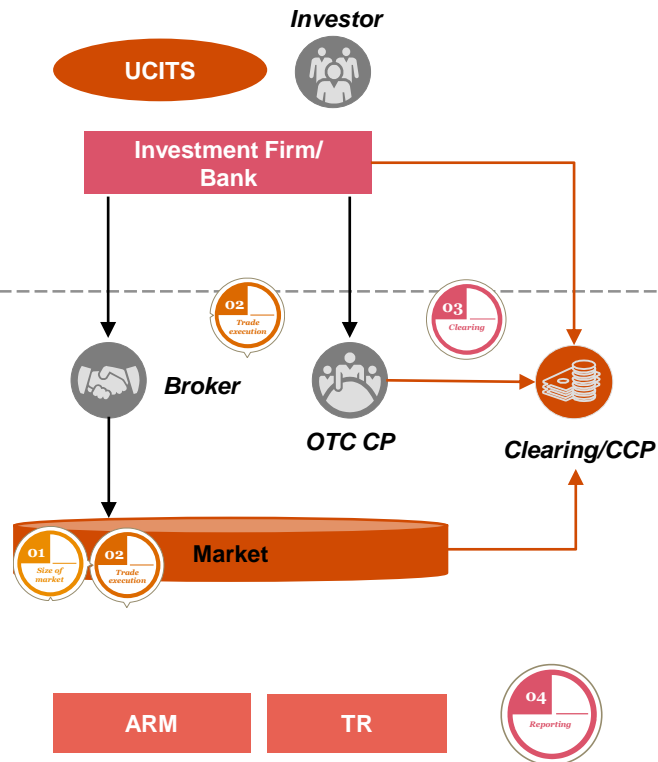 Investor
UCITS
Investment Firm/
Bank
02
Trade
execution
03
Clearing
Broker
OTC CP
Clearing/CCP
Market
01
Size of
market
02
Trade
execution
ARM
TR
04
Reporting